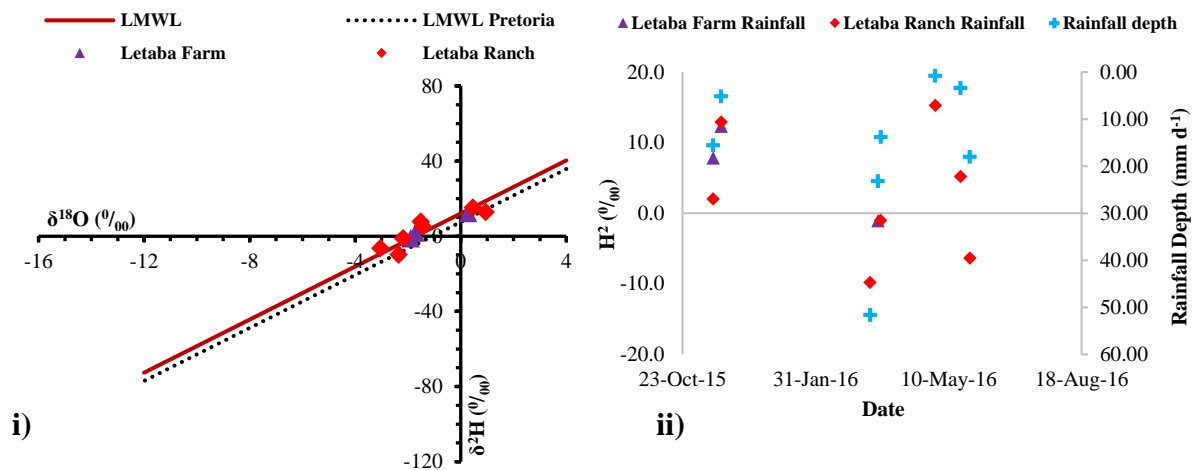 LMWL
LMWL Pretoria
Letaba Farm
Letaba Ranch
80
40
0
-40
-80
-120
-16
-12
-8
-4
0
4
δ¹⁸O (⁰/₀₀)
δ²H (⁰/₀₀)
i)
Letaba Farm Rainfall
Letaba Ranch Rainfall
Rainfall depth
20.0
10.0
0.0
-10.0
-20.0
H² (⁰/₀₀)
0.00
10.00
20.00
30.00
40.00
50.00
60.00
Rainfall Depth (mm d⁻¹)
23-Oct-15
31-Jan-16
10-May-16
18-Aug-16
Date
ii)